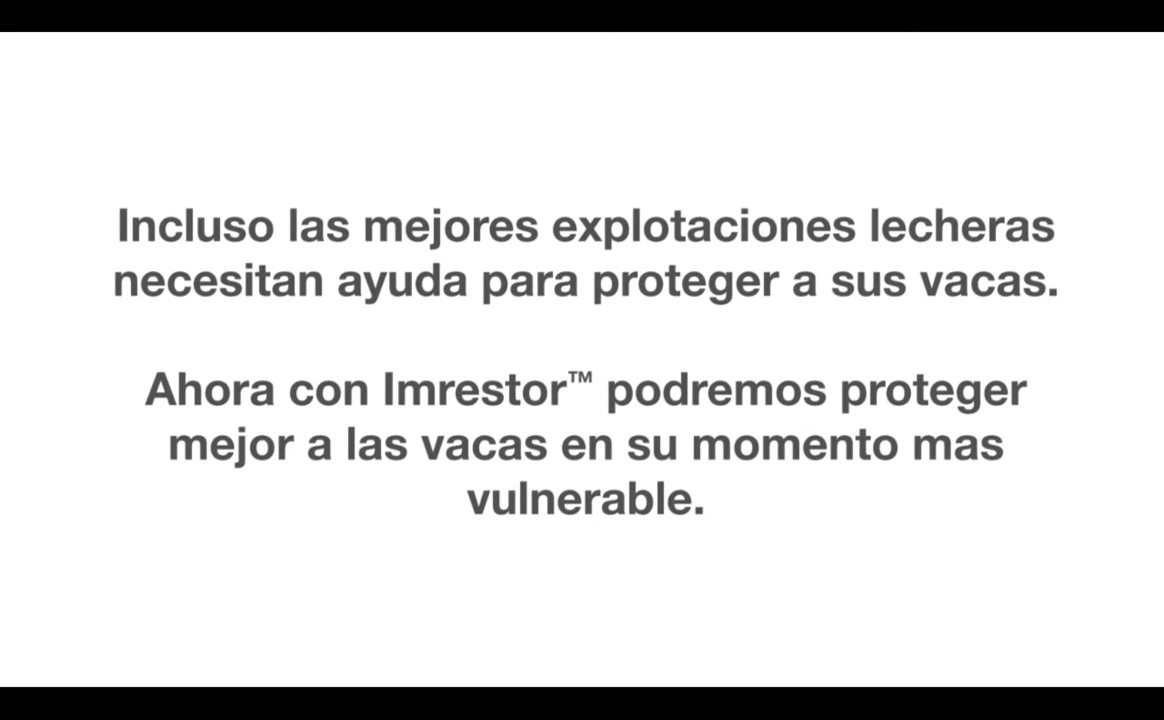 Incluso las mejores explotaciones lecheras
necesitan ayuda para proteger a sus vacas.
Ahora con Imrestor™ podremos proteger
mejor a las vacas en su momento mas
vulnerable.